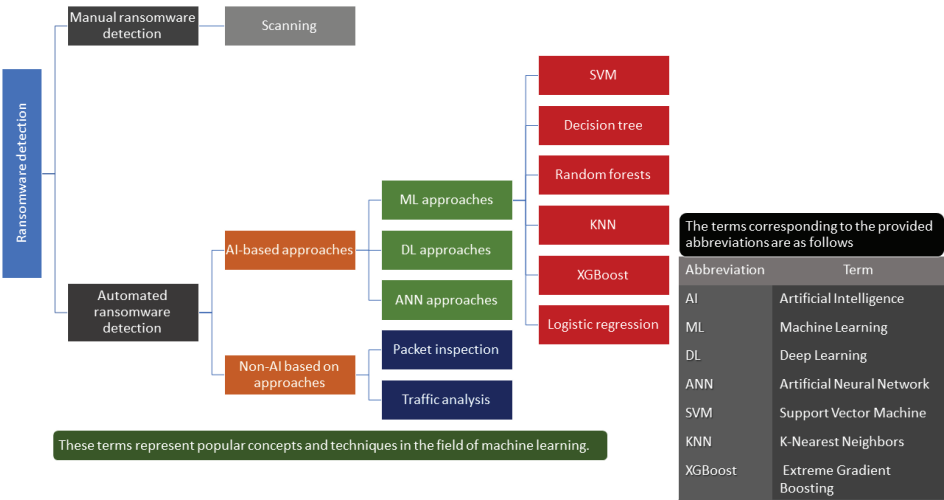 Manual ransomware
detection
Scanning
Ransomware detection
SVM
Decision tree
Random forests
ML approaches
KNN
AI-based approaches
DL approaches
XGBoost
ANN approaches
Logistic regression
Automated
ransomware
detection
Packet inspection
Non-AI based on
approaches
Traffic analysis
These terms represent popular concepts and techniques in the field of machine learning.
The terms corresponding to the provided
abbreviations are as follows
Abbreviation Term
AI Artificial Intelligence
ML Machine Learning
DL Deep Learning
ANN Artificial Neural Network
SVM Support Vector Machine
KNN K-Nearest Neighbors
XGBoost Extreme Gradient
Boosting